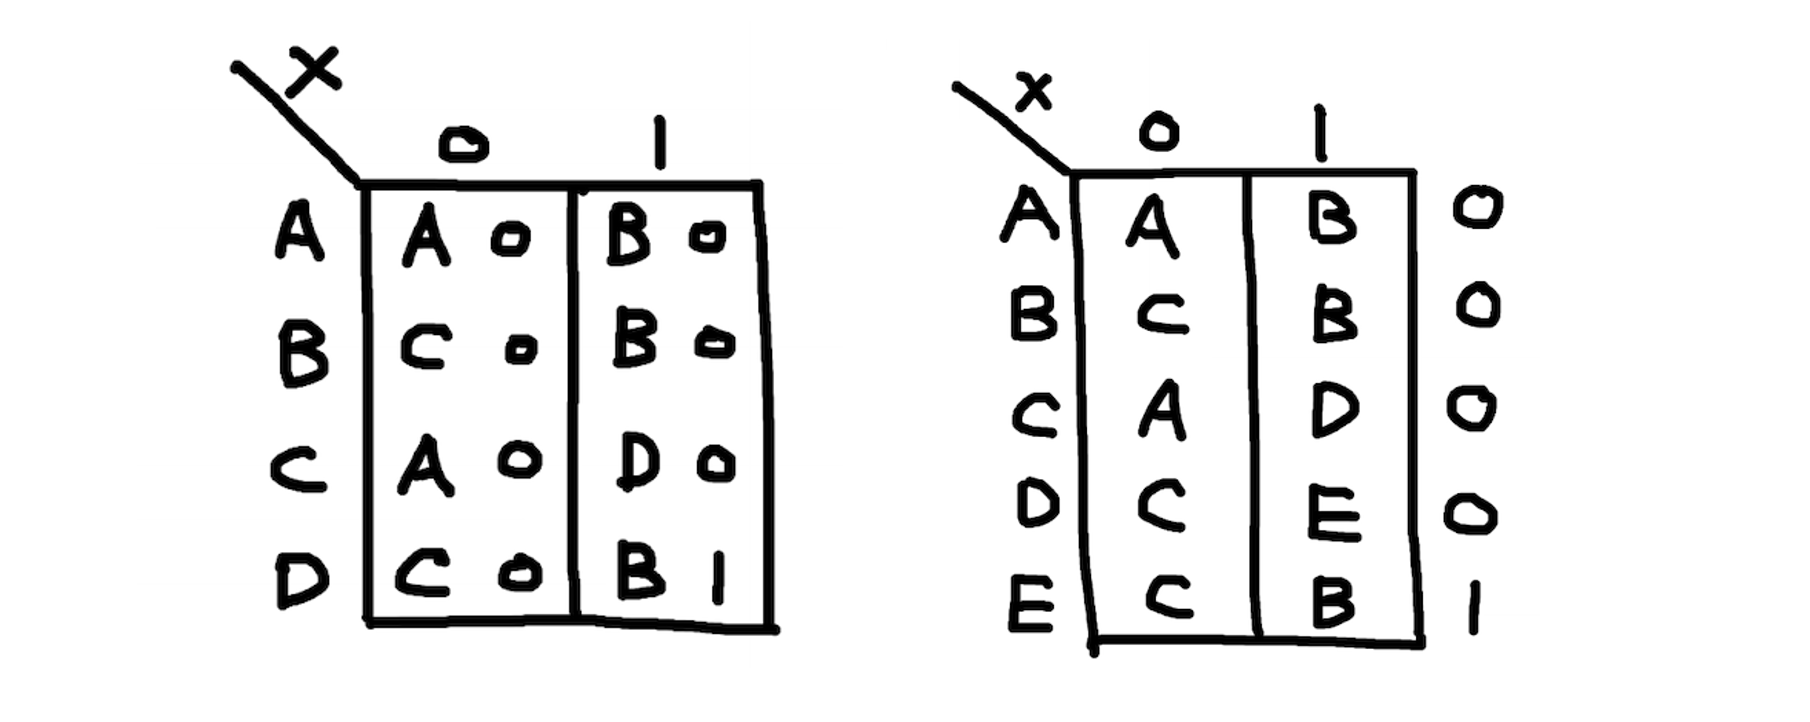 X
0 1
A A 0 B 0
B C 0 B 0
C A 0 D 0
D C 0 B 1
x
0 1
A A B 0
B C B 0
C A D 0
D C E 0
E C B 1